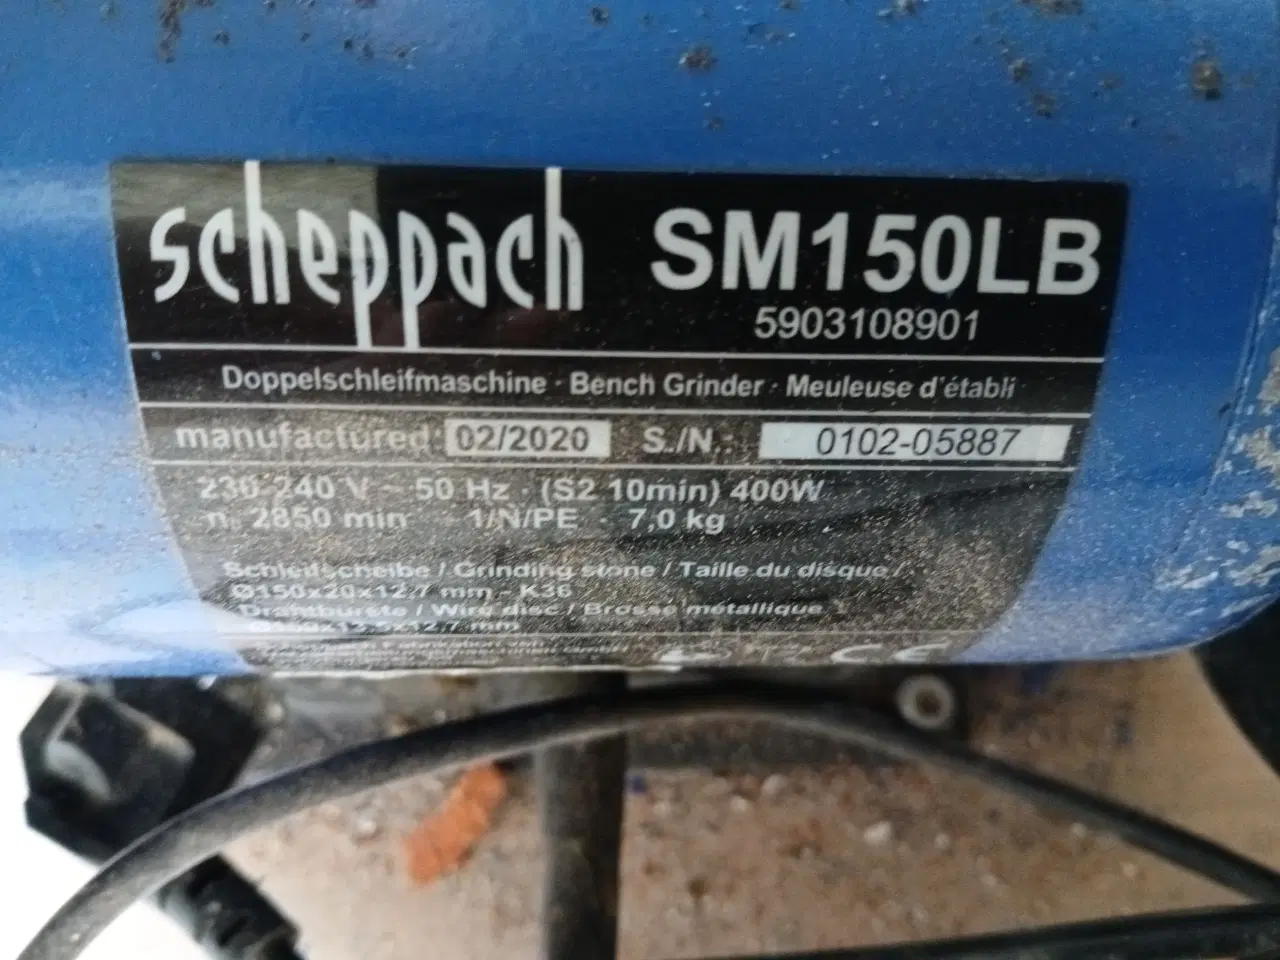 scheppach SM150LB
5903108901
Doppelschleifmaschine · Bench Grinder · Meuleuse d'établi
manufactured: 02/2020 S./N.: 0102-05887
230-240 V ~ 50 Hz · (S2 10min) 400W
n₀ 2850 min · 1/N/PE · 7,0 kg
Schleifscheibe / Grinding stone / Taille du disque /
Ø150x20x12,7 mm - K36
Drahtbürste / Wire disc / Brosse métallique
mm
CE